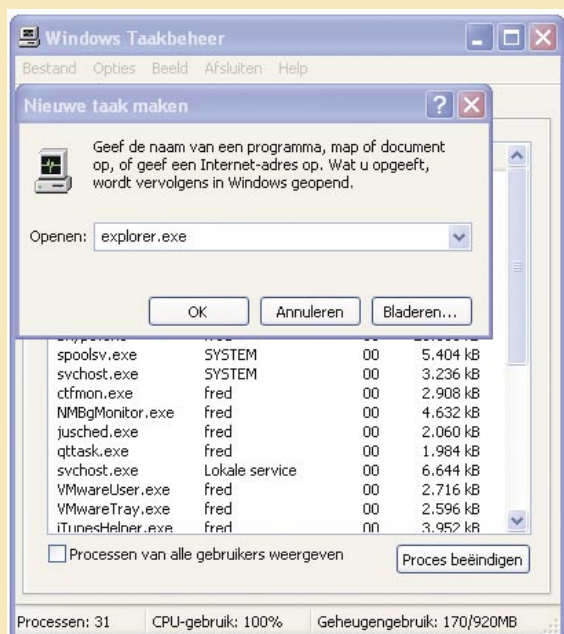 Windows Taakbeheer
Bestand Opties Beeld Afsluiten Help
Nieuwe taak maken
Geef de naam van een programma, map of document
op, of geef een Internet-adres op. Wat u opgeeft,
wordt vervolgens in Windows geopend.
Openen: explorer.exe
OK Annuleren Bladeren...
spoolsv.exe SYSTEM 00 5.404 kB
svchost.exe SYSTEM 00 3.236 kB
ctfmon.exe fred 00 2.908 kB
NMBgMonitor.exe fred 00 4.632 kB
jusched.exe fred 00 2.060 kB
qttask.exe fred 00 1.984 kB
svchost.exe Lokale service 00 6.644 kB
VMwareUser.exe fred 00 2.716 kB
VMwareTray.exe fred 00 2.596 kB
iTunesHelper.exe fred 00 3.952 kB
Processen van alle gebruikers weergeven
Proces beëindigen
Processen: 31 CPU-gebruik: 100% Geheugengebruik: 170/920MB